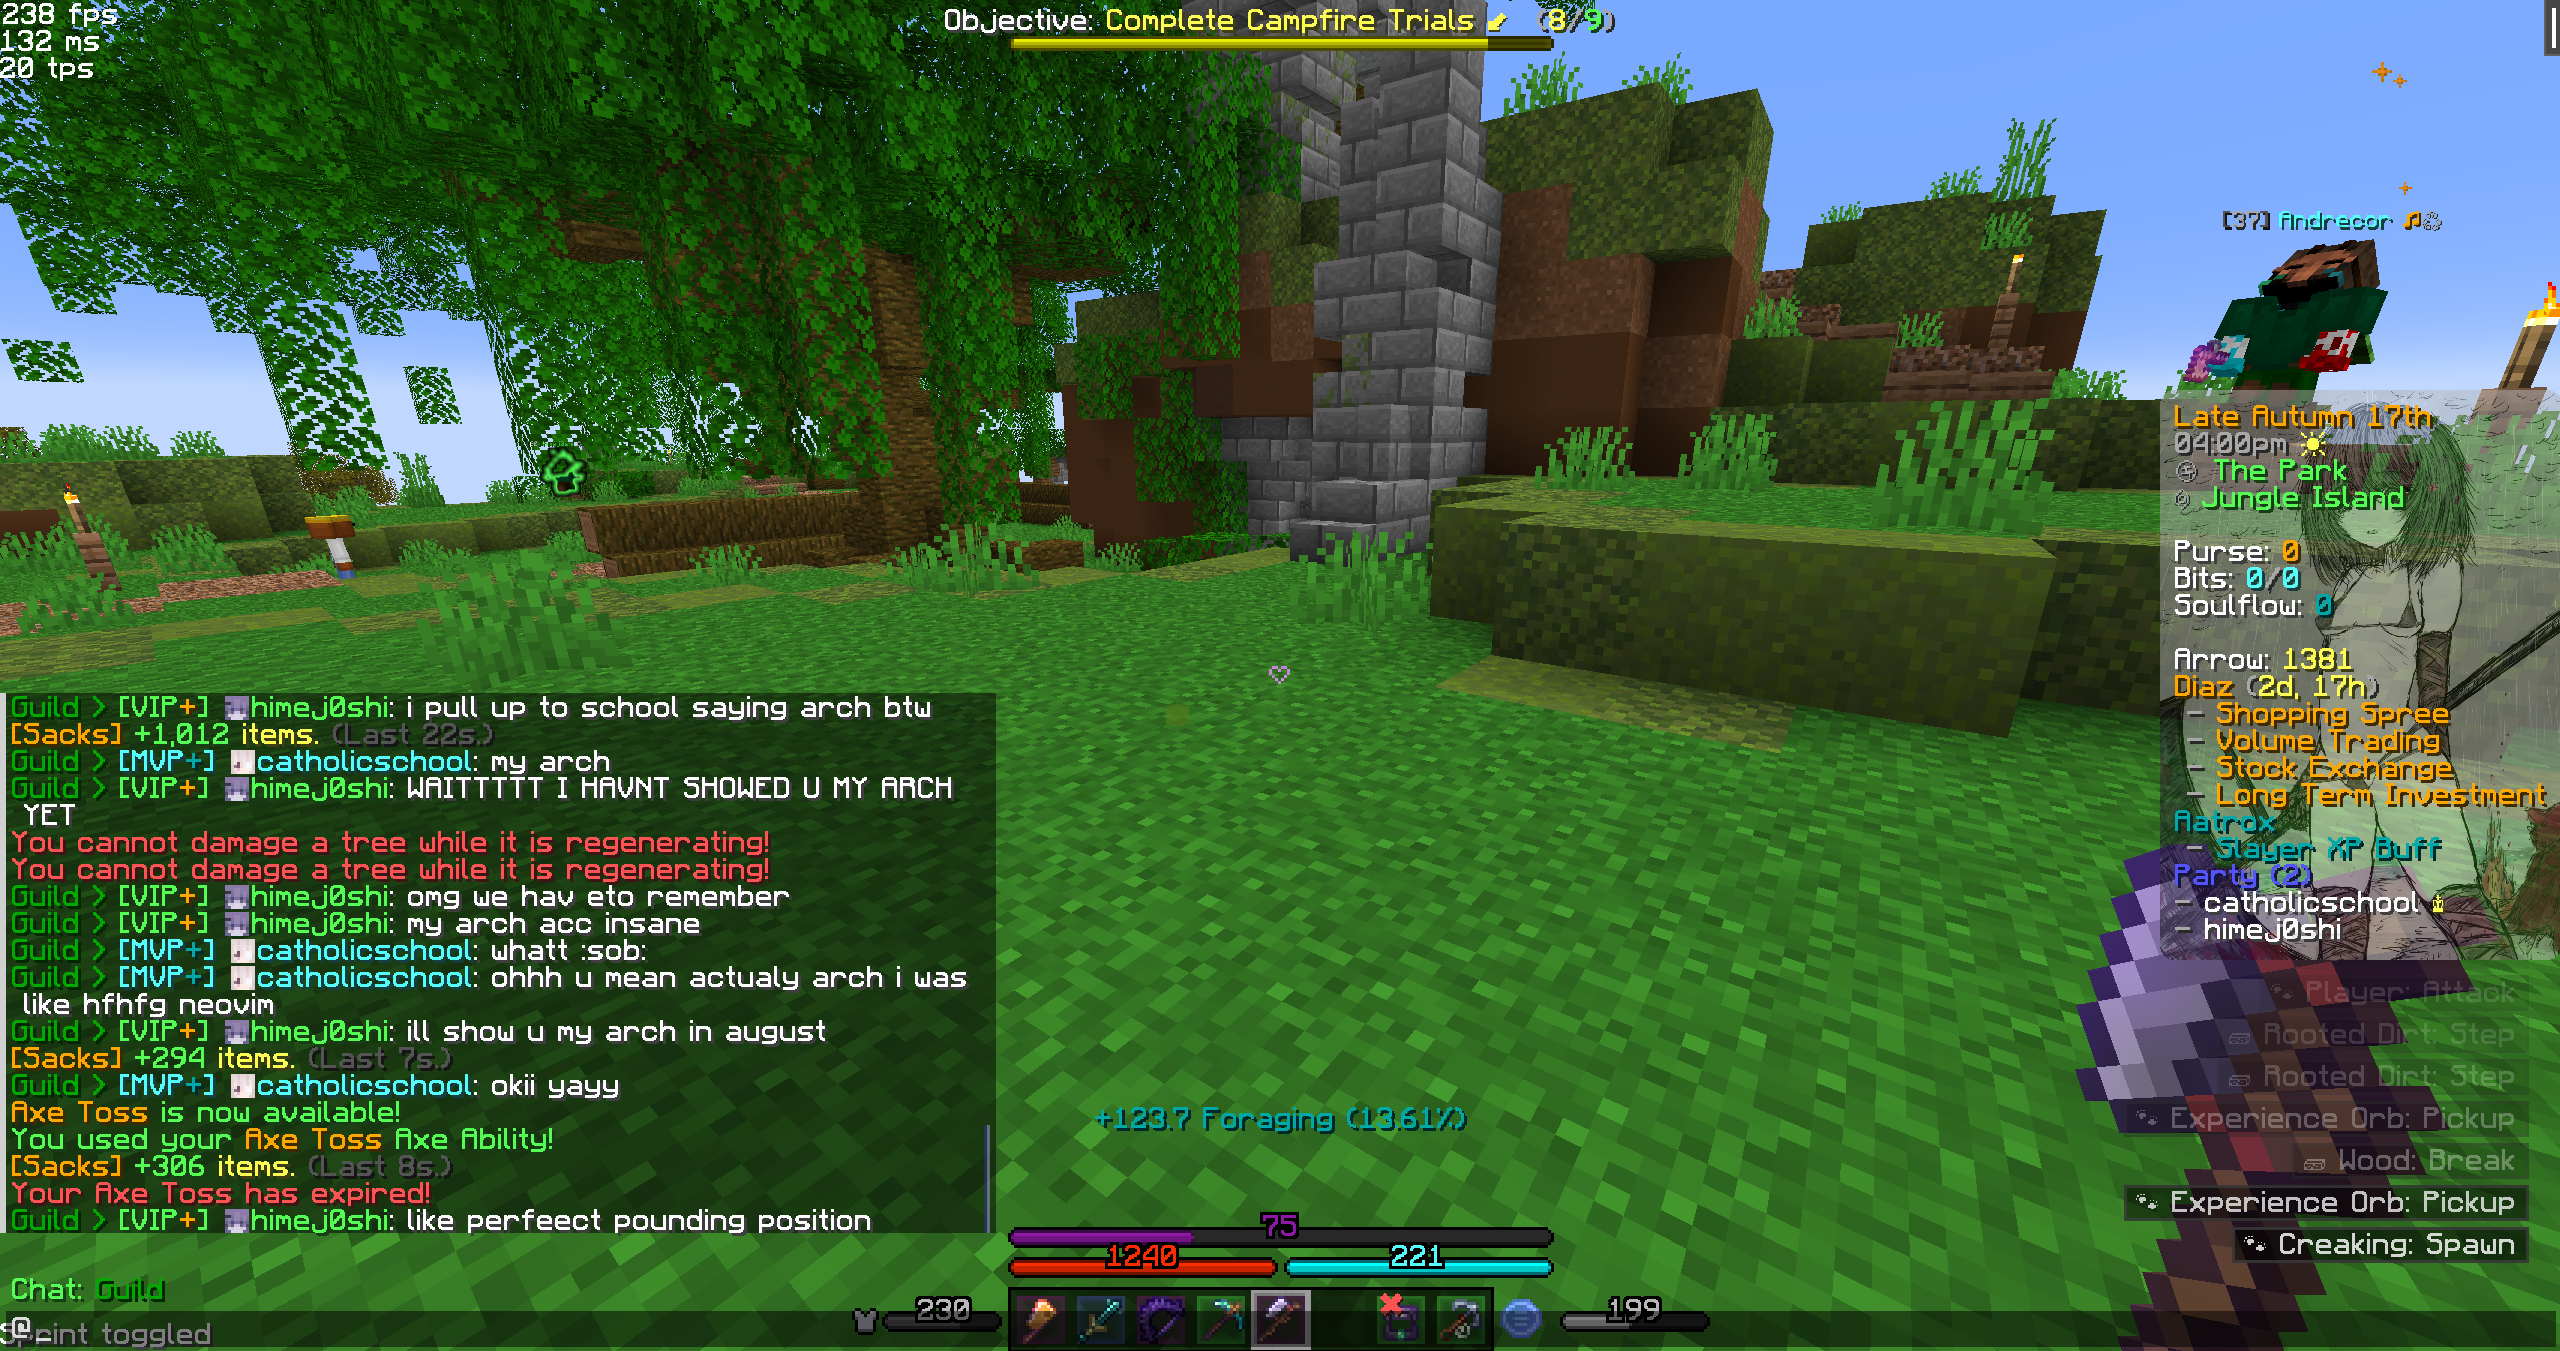 238 fps
132 ms
20 tps
Objective: Complete Campfire Trials (8/9)
[37] Andrecor
Late Autumn 17th
04:00pm
The Park
Jungle Island
Purse: 0
Bits: 0/0
Soulflow: 0
Arrow: 1381
Diaz (2d, 17h)
- Shopping Spree
- Volume Trading
- Stock Exchange
- Long Term Investment
Aatrox
- Slayer XP Buff
Party (2)
- catholicschool
- himej0shi
Guild > [VIP+] himej0shi: i pull up to school saying arch btw
[Sacks] +1,012 items. (Last 22s.)
Guild > [MVP+] catholicschool: my arch
Guild > [VIP+] himej0shi: WAITTTTT I HAVNT SHOWED U MY ARCH
YET
You cannot damage a tree while it is regenerating!
You cannot damage a tree while it is regenerating!
Guild > [VIP+] himej0shi: omg we hav eto remember
Guild > [VIP+] himej0shi: my arch acc insane
Guild > [MVP+] catholicschool: whatt :sob:
Guild > [MVP+] catholicschool: ohhh u mean actualy arch i was
like hfhfg neovim
Guild > [VIP+] himej0shi: ill show u my arch in august
[Sacks] +294 items. (Last 7s.)
Guild > [MVP+] catholicschool: okii yayy
Axe Toss is now available!
You used your Axe Toss Axe Ability!
[Sacks] +306 items. (Last 8s.)
Your Axe Toss has expired!
Guild > [VIP+] himej0shi: like perfeect pounding position
Chat: Guild
@_
Sprint toggled
+123.7 Foraging (13.61%)
75
1240
221
230
199
Player: Attack
Rooted Dirt: Step
Rooted Dirt: Step
Experience Orb: Pickup
Wood: Break
Experience Orb: Pickup
Creaking: Spawn